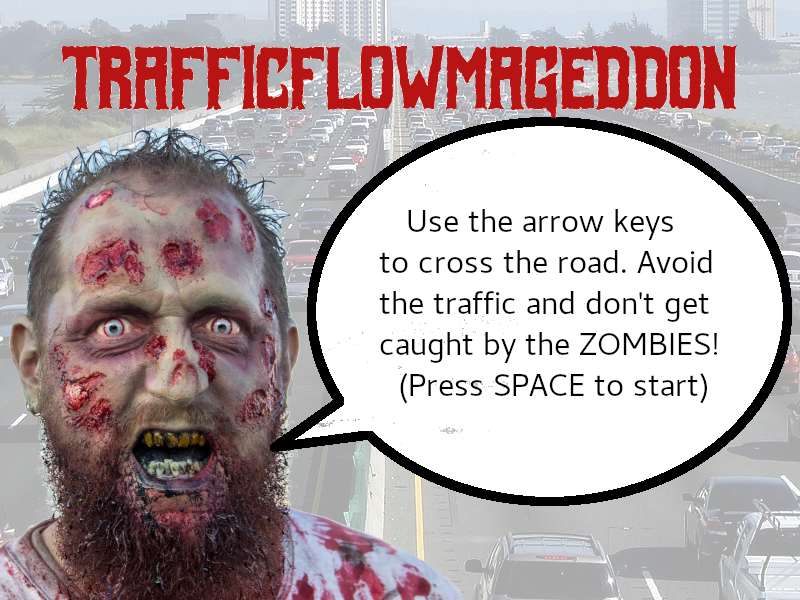 TRAFFICFLOWMAGEDDON
Use the arrow keys
to cross the road. Avoid
the traffic and don't get
caught by the ZOMBIES!
(Press SPACE to start)